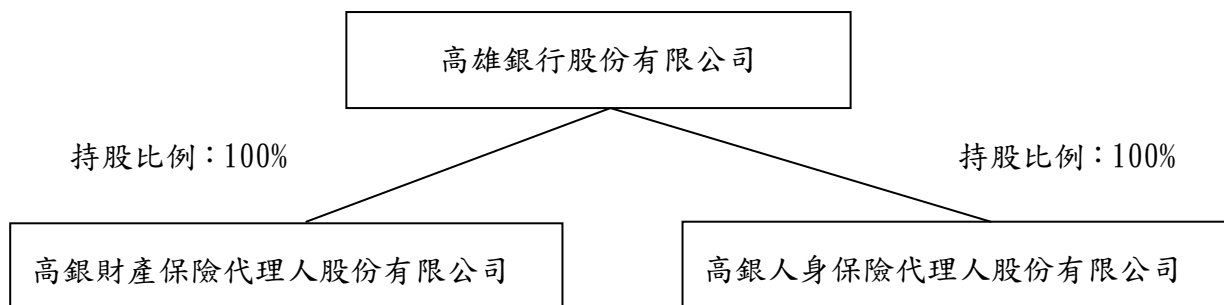 高雄銀行股份有限公司
持股比例：100%
持股比例：100%
高銀財產保險代理人股份有限公司
高銀人身保險代理人股份有限公司